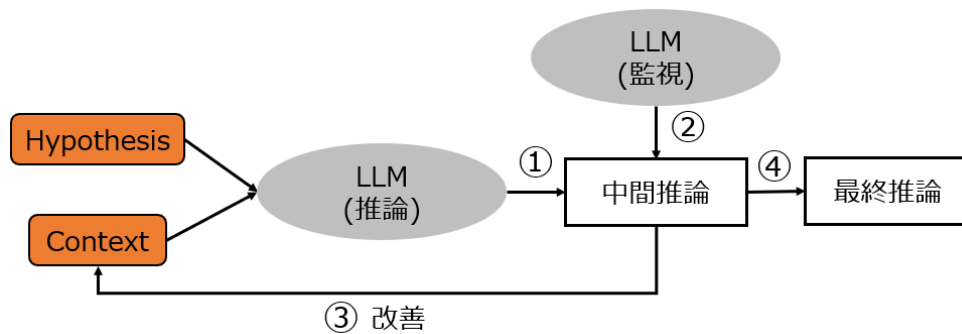 LLM
(監視)
Hypothesis
②
①
LLM
(推論)
中間推論
④
最終推論
Context
③ 改善